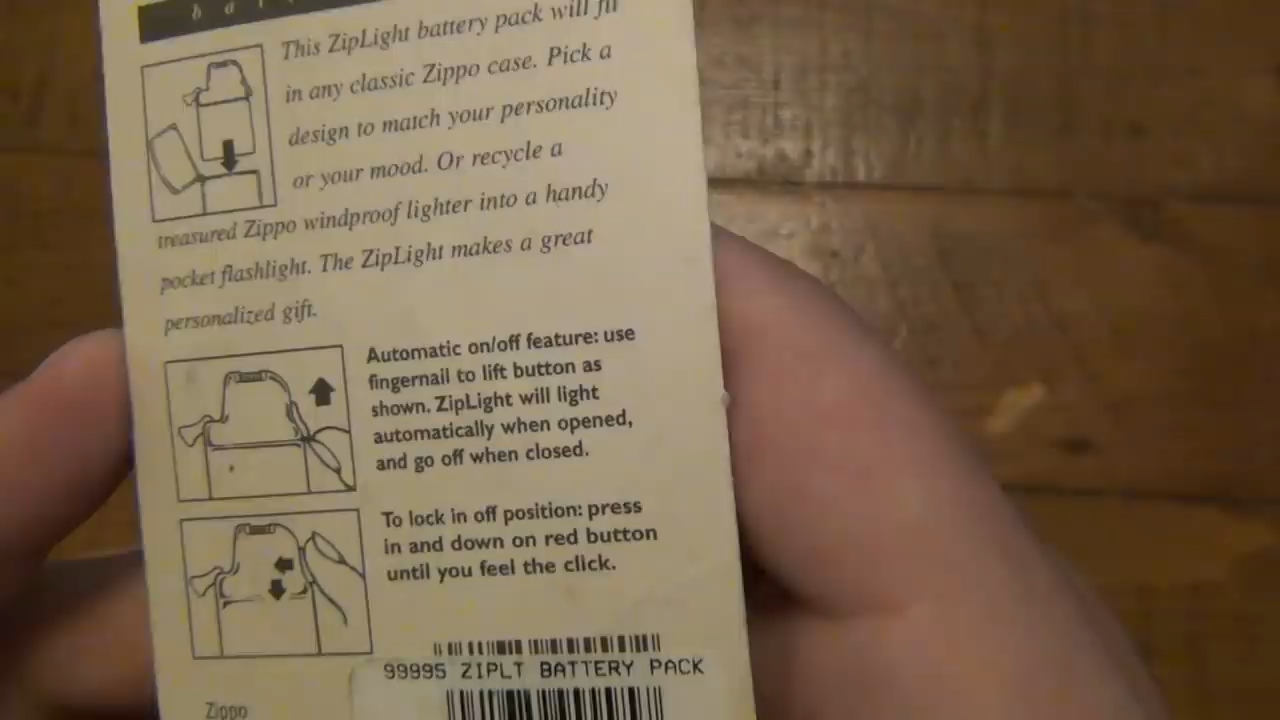 This ZipLight battery pack will fit
in any classic Zippo case. Pick a
design to match your personality
or your mood. Or recycle a
treasured Zippo windproof lighter into a handy
pocket flashlight. The ZipLight makes a great
personalized gift.
Automatic on/off feature: use
fingernail to lift button as
shown. ZipLight will light
automatically when opened,
and go off when closed.
To lock in off position: press
in and down on red button
until you feel the click.
99995 ZIPLT BATTERY PACK
Zippo